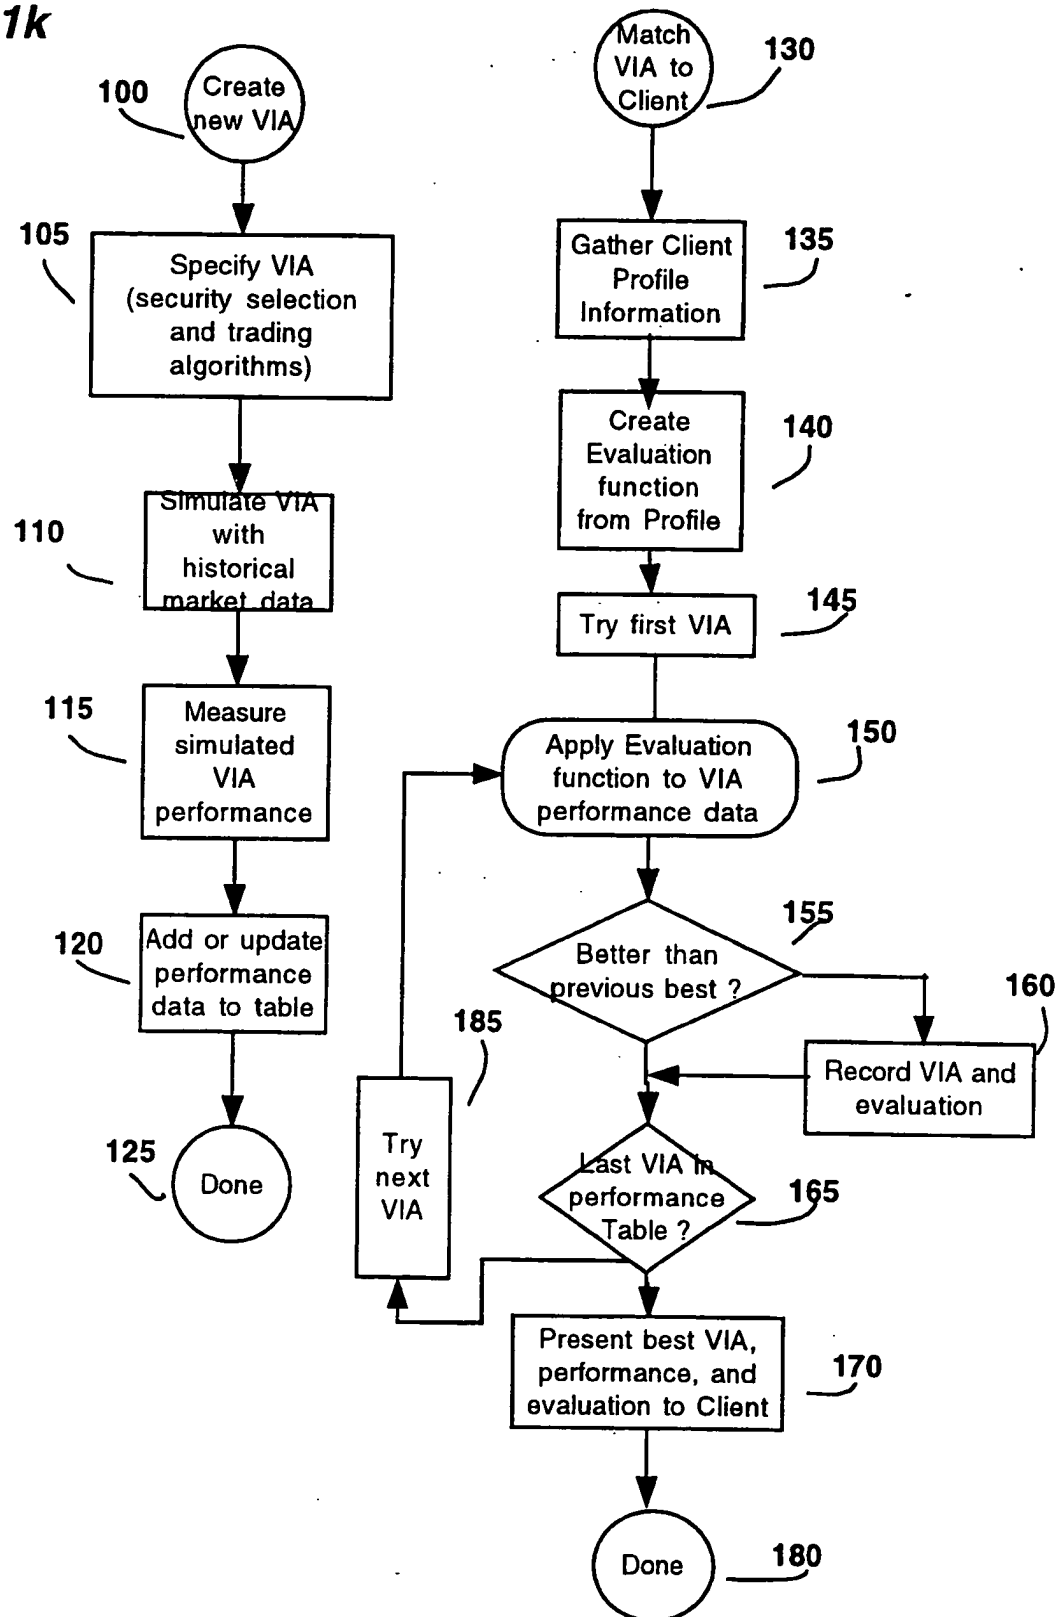 1k
100
Create
new VIA
105
Specify VIA
(security selection
and trading
algorithms)
110
Simulate VIA
with
historical
market data
115
Measure
simulated
VIA
performance
120
Add or update
performance
data to table
125
Done
Match
VIA to
Client
130
Gather Client
Profile
Information
135
Create
Evaluation
function
from Profile
140
Try first VIA
145
Apply Evaluation
function to VIA
performance data
150
Better than
previous best ?
155
160
Record VIA and
evaluation
185
Try
next
VIA
Last VIA in
performance
Table ?
165
Present best VIA,
performance, and
evaluation to Client
170
Done
180